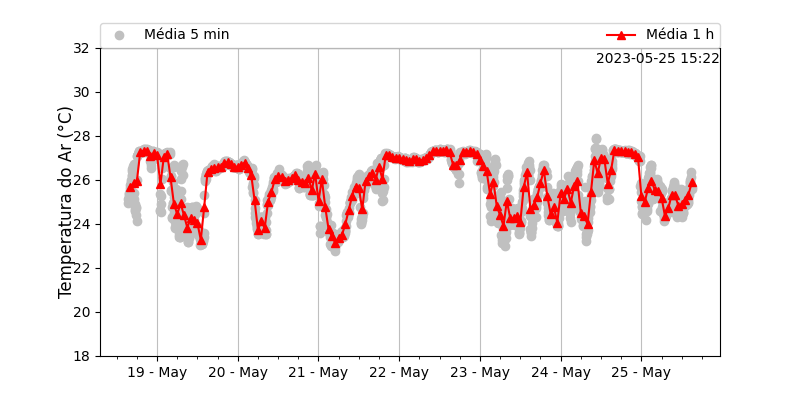 Média 5 min
Média 1 h
2023-05-25 15:22
Temperatura do Ar (°C)
32
30
28
26
24
22
20
18
19 - May
20 - May
21 - May
22 - May
23 - May
24 - May
25 - May